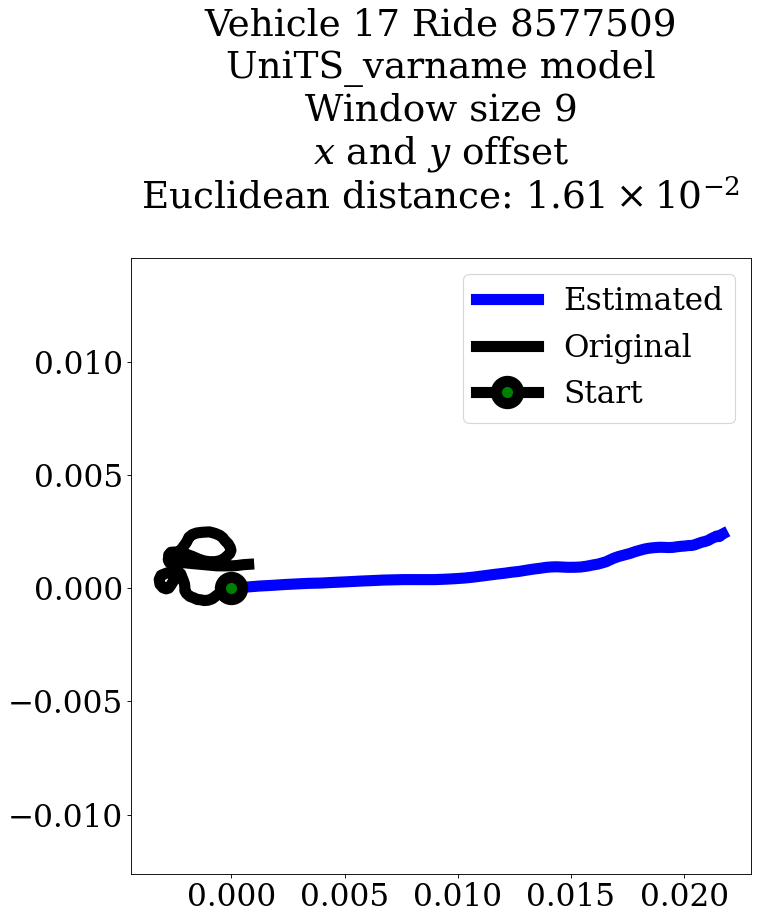 Vehicle 17 Ride 8577509
UniTS_varname model
Window size 9
x and y offset
Euclidean distance: 1.61 × 10⁻²
Estimated
Original
Start
0.010
0.005
0.000
−0.005
−0.010
0.000 0.005 0.010 0.015 0.020